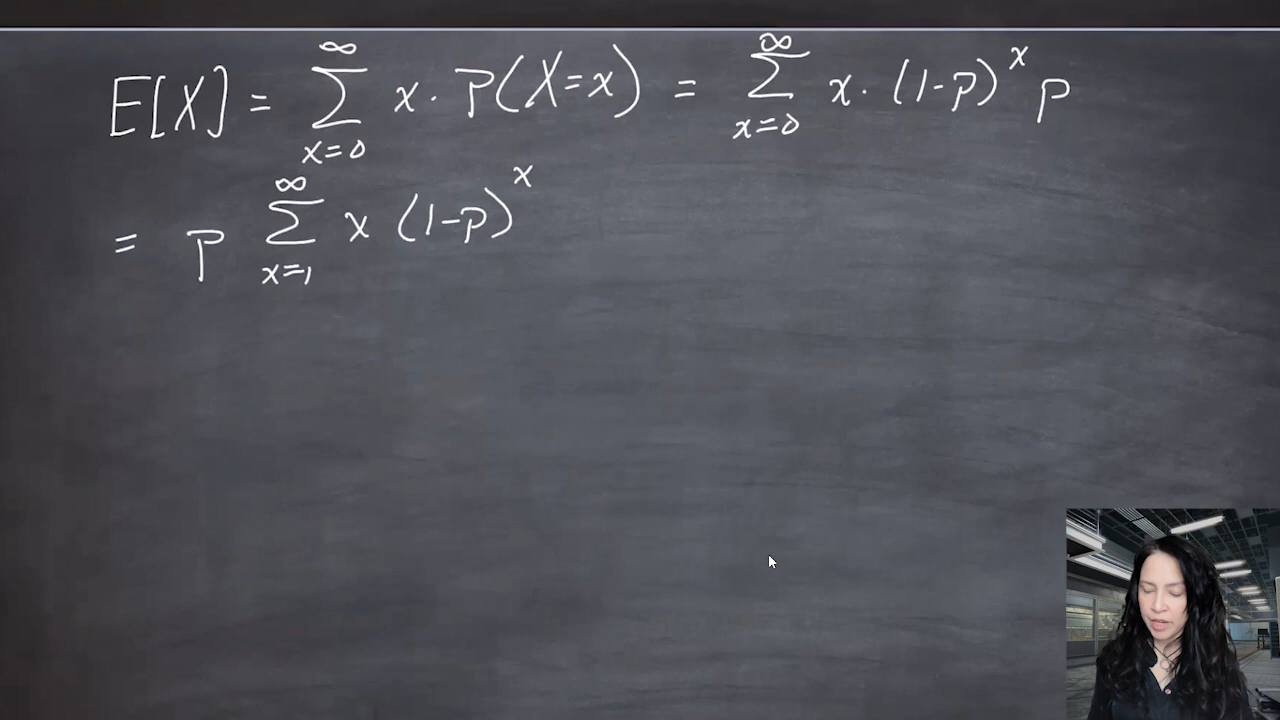 E[X] = ∑_{x=0}^{∞} x · P(X=x) = ∑_{x=0}^{∞} x · (1-p)^x p
= p ∑_{x=1}^{∞} x (1-p)^x